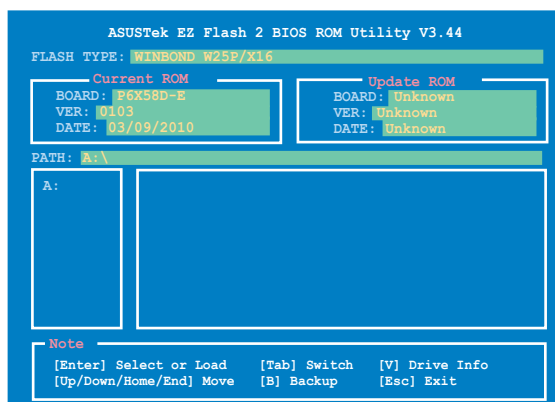 ASUSTek EZ Flash 2 BIOS ROM Utility V3.44
FLASH TYPE: WINBOND W25P/X16
Current ROM
BOARD: P6X58D-E
VER: 0103
DATE: 03/09/2010
Update ROM
BOARD: Unknown
VER: Unknown
DATE: Unknown
PATH: A:\
A:
Note
[Enter] Select or Load [Tab] Switch [V] Drive Info
[Up/Down/Home/End] Move [B] Backup [Esc] Exit